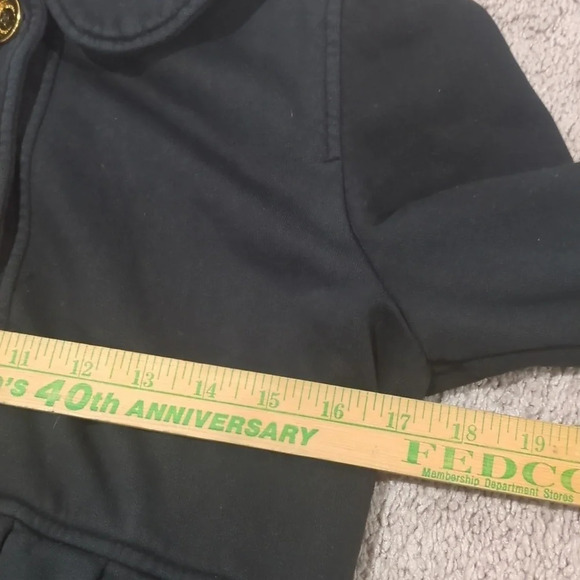 11 12 13 14 15 16 17 18 19
's 40th ANNIVERSARY FEDCO
Membership Department Stores